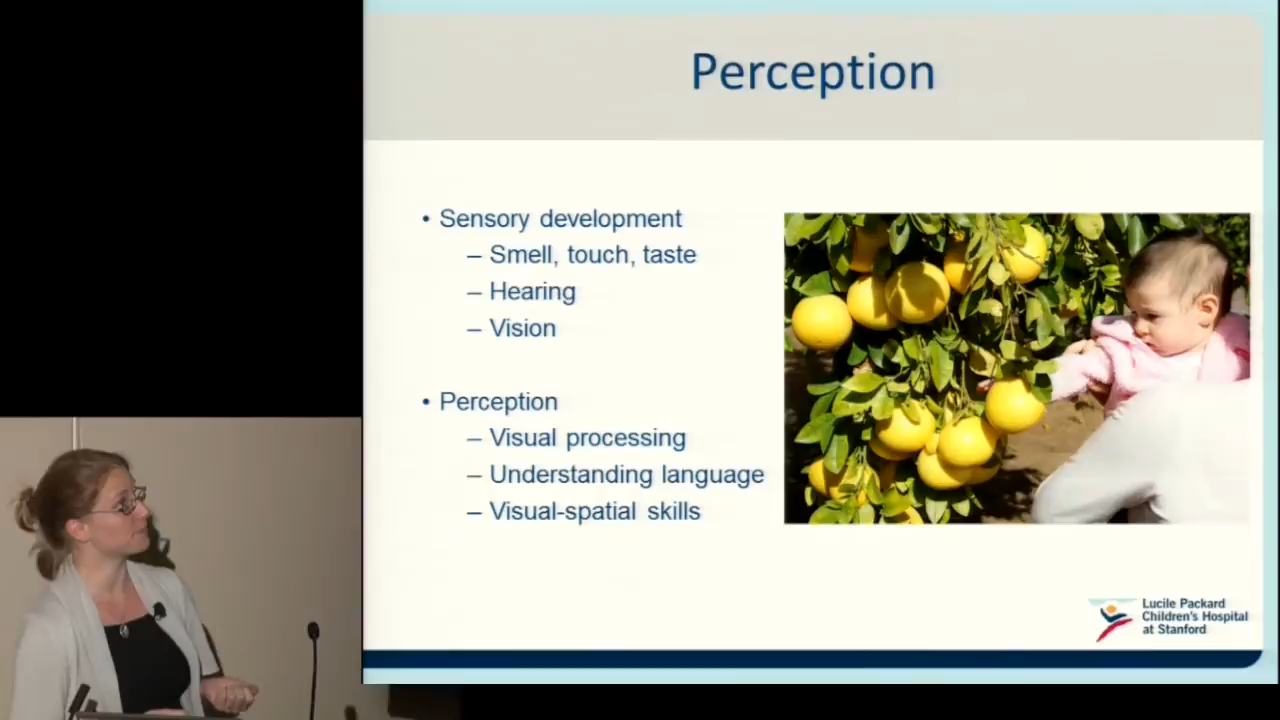 Perception
• Sensory development
– Smell, touch, taste
– Hearing
– Vision
• Perception
– Visual processing
– Understanding language
– Visual-spatial skills
Lucile Packard
Children's Hospital
at Stanford